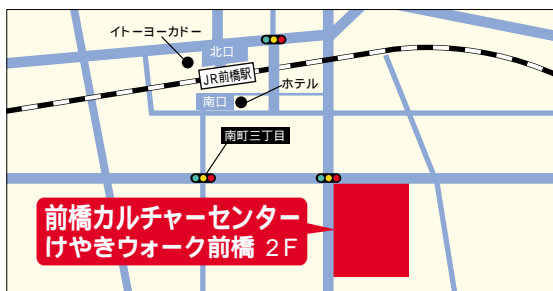 イトーヨーカドー
北口
JR前橋駅
ホテル
南口
南町三丁目
前橋カルチャーセンター
けやきウォーク前橋 2F